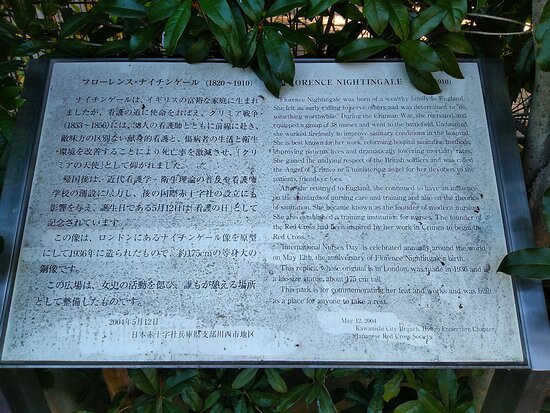 フローレンス・ナイチンゲール (1820〜1910)
ナイチンゲールは、イギリスの富裕な家庭に生まれ
ましたが、看護の道に使命をおぼえ、クリミア戦争
(1853〜1856)には、38人の看護師とともに前線に赴き、
敵味方の区別ない献身的看護と、傷病者の生活と衛生
環境を改善することにより死亡率を激減させ、「クリ
ミアの天使」として仰がれました。
帰国後は、近代看護学・衛生理論の普及を看護婦
学校の創設に尽力し、後の国際赤十字社の設立にも
影響を与え、誕生日である5月12日は「看護の日」として
記念されています。
この像は、ロンドンにあるナイチンゲール像を原型
にして1936年に造られたもので、約175cmの等身大の
銅像です。
この広場は、女史の活動を偲び、誰もが憩える場所
として整備したものです。
2004年5月12日
日本赤十字社兵庫県支部川西市地区
FLORENCE NIGHTINGALE 1910)
Florence Nightingale was born of a wealthy family in England.
She felt an early calling to serve others and was determined to "do
something worthwhile." During the Crimean War, she recruited and
equipped a group of 38 nurses and went to the battlefield. Undaunted,
she worked tirelessly to improve sanitary conditions in the hospital.
She is best known for her work, reforming hospital sanitation methods,
improving patients lives and dramatically lowering mortality rates.
She gained the undying respect of the British soldiers and was called
the Angel of Crimea or a ministering angel for her devotion to the
patients, friends or foes.
After she returned to England, she continued to have an influence
on the standards of nursing care and training and also on the theories
of sanitation. She became known as the founder of modern nursing.
She also established a training institution for nurses. The founder of
the Red Cross had been inspired by her work in Crimea to begin the
Red Cross.
International Nurses Day is celebrated annually around the world
on May 12th, the anniversary of Florence Nightingale's birth.
This replica, whose original is in London, was made in 1936 and is
a life-size statue, about 175 cm tall.
This park is for commemorating her feat and works and was built
as a place for anyone to take a rest.
May 12, 2004
Kawanishi City Branch, Hyogo Prefecture Chapter,
Japanese Red Cross Society